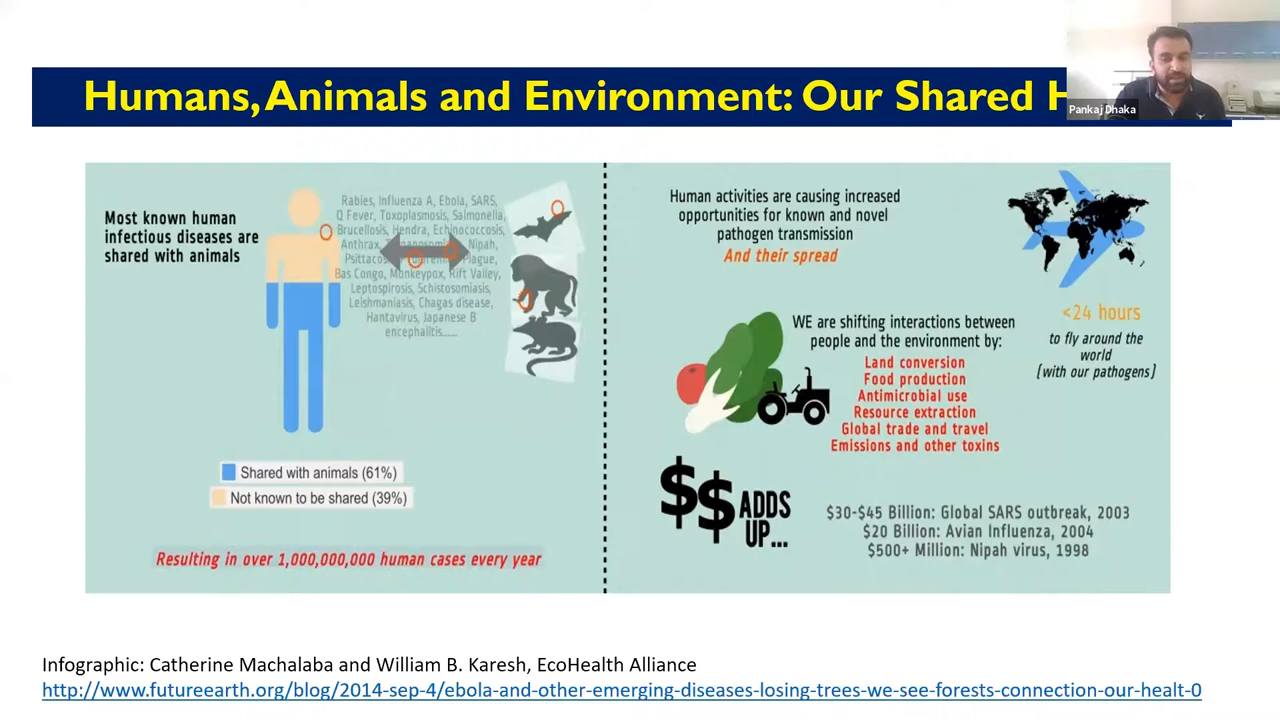 Humans, Animals and Environment: Our Shared H
Pankaj Dhaka
Most known human
infectious diseases are
shared with animals
Rabies, Influenza A, Ebola, SARS,
Q Fever, Toxoplasmosis, Salmonella,
Brucellosis, Hendra, Echinococcosis,
Anthrax, Nipah,
Plague,
Bas Congo, Monkeypox, Rift Valley,
Leptospirosis, Schistosomiasis,
Leishmaniasis, Chagas disease,
Hantavirus, Japanese B
encephalitis.....
Shared with animals (61%)
Not known to be shared (39%)
Resulting in over 1,000,000,000 human cases every year
Human activities are causing increased
opportunities for known and novel
pathogen transmission
And their spread
<24 hours
to fly around the
world
(with our pathogens)
WE are shifting interactions between
people and the environment by:
Land conversion
Food production
Antimicrobial use
Resource extraction
Global trade and travel
Emissions and other toxins
$$ ADDS
UP...
$30-$45 Billion: Global SARS outbreak, 2003
$20 Billion: Avian Influenza, 2004
$500+ Million: Nipah virus, 1998
Infographic: Catherine Machalaba and William B. Karesh, EcoHealth Alliance
http://www.futureearth.org/blog/2014-sep-4/ebola-and-other-emerging-diseases-losing-trees-we-see-forests-connection-our-healt-0